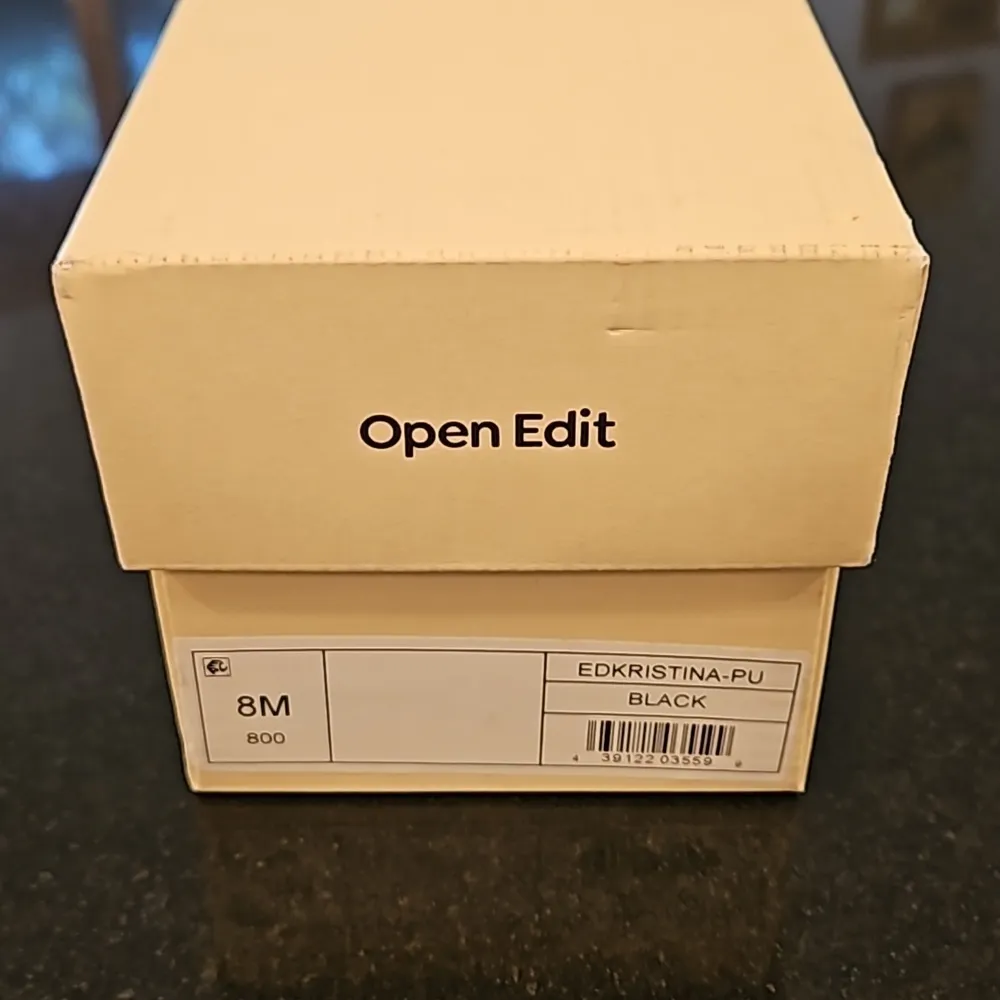 Open Edit
8M
800
EDKRISTINA-PU
BLACK
4 39122 03559 9